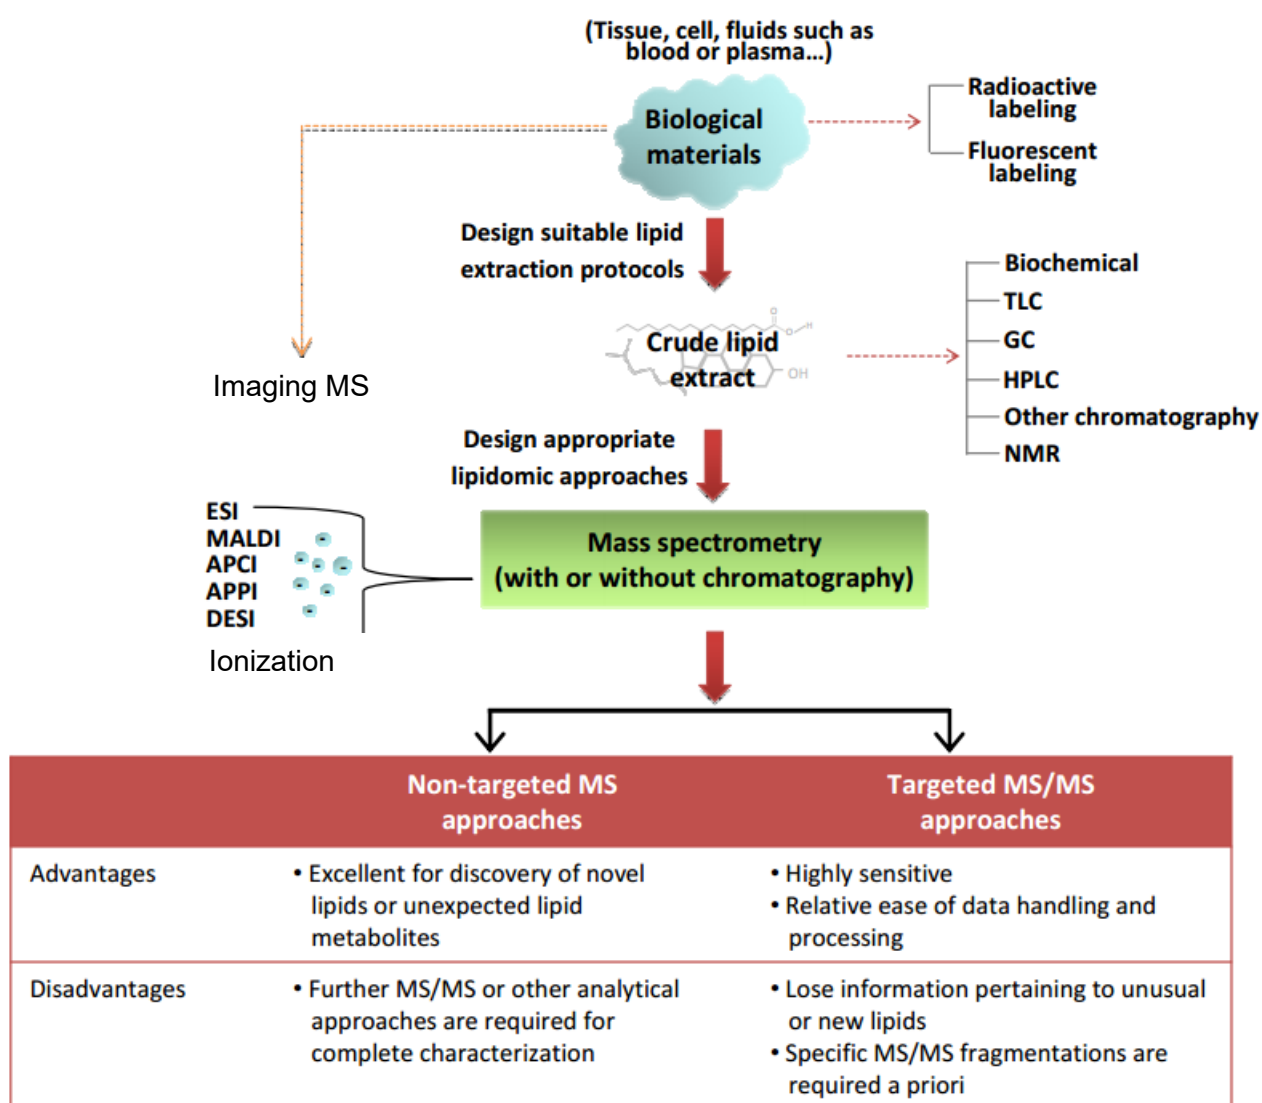 (Tissue, cell, fluids such as
blood or plasma...)
Biological
materials
Radioactive
labeling
Fluorescent
labeling
Design suitable lipid
extraction protocols
Imaging MS
O
O
H
Crude lipid
extract
OH
Biochemical
TLC
GC
HPLC
Other chromatography
NMR
Design appropriate
lipidomic approaches
ESI
MALDI
APCI
APPI
DESI
Ionization
Mass spectrometry
(with or without chromatography)
Non-targeted MS
approaches
Targeted MS/MS
approaches
Advantages
• Excellent for discovery of novel
lipids or unexpected lipid
metabolites
• Highly sensitive
• Relative ease of data handling and
processing
Disadvantages
• Further MS/MS or other analytical
approaches are required for
complete characterization
• Lose information pertaining to unusual
or new lipids
• Specific MS/MS fragmentations are
required a priori